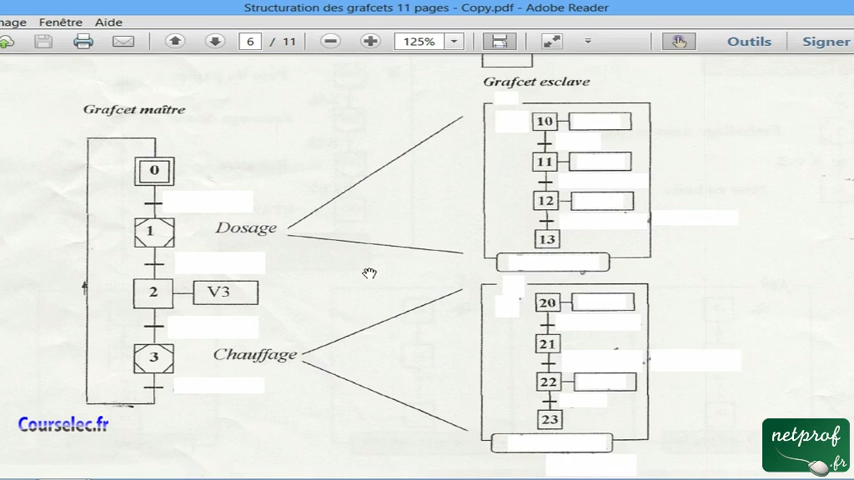 Structuration des grafcets 11 pages - Copy.pdf - Adobe Reader
nage Fenêtre Aide
6 / 11 125% Outils Signer
Grafcet esclave
Grafcet maître
0
1 Dosage
2 V3
3 Chauffage
10
11
12
13
20
21
22
23
Courselec.fr
netprof
.fr